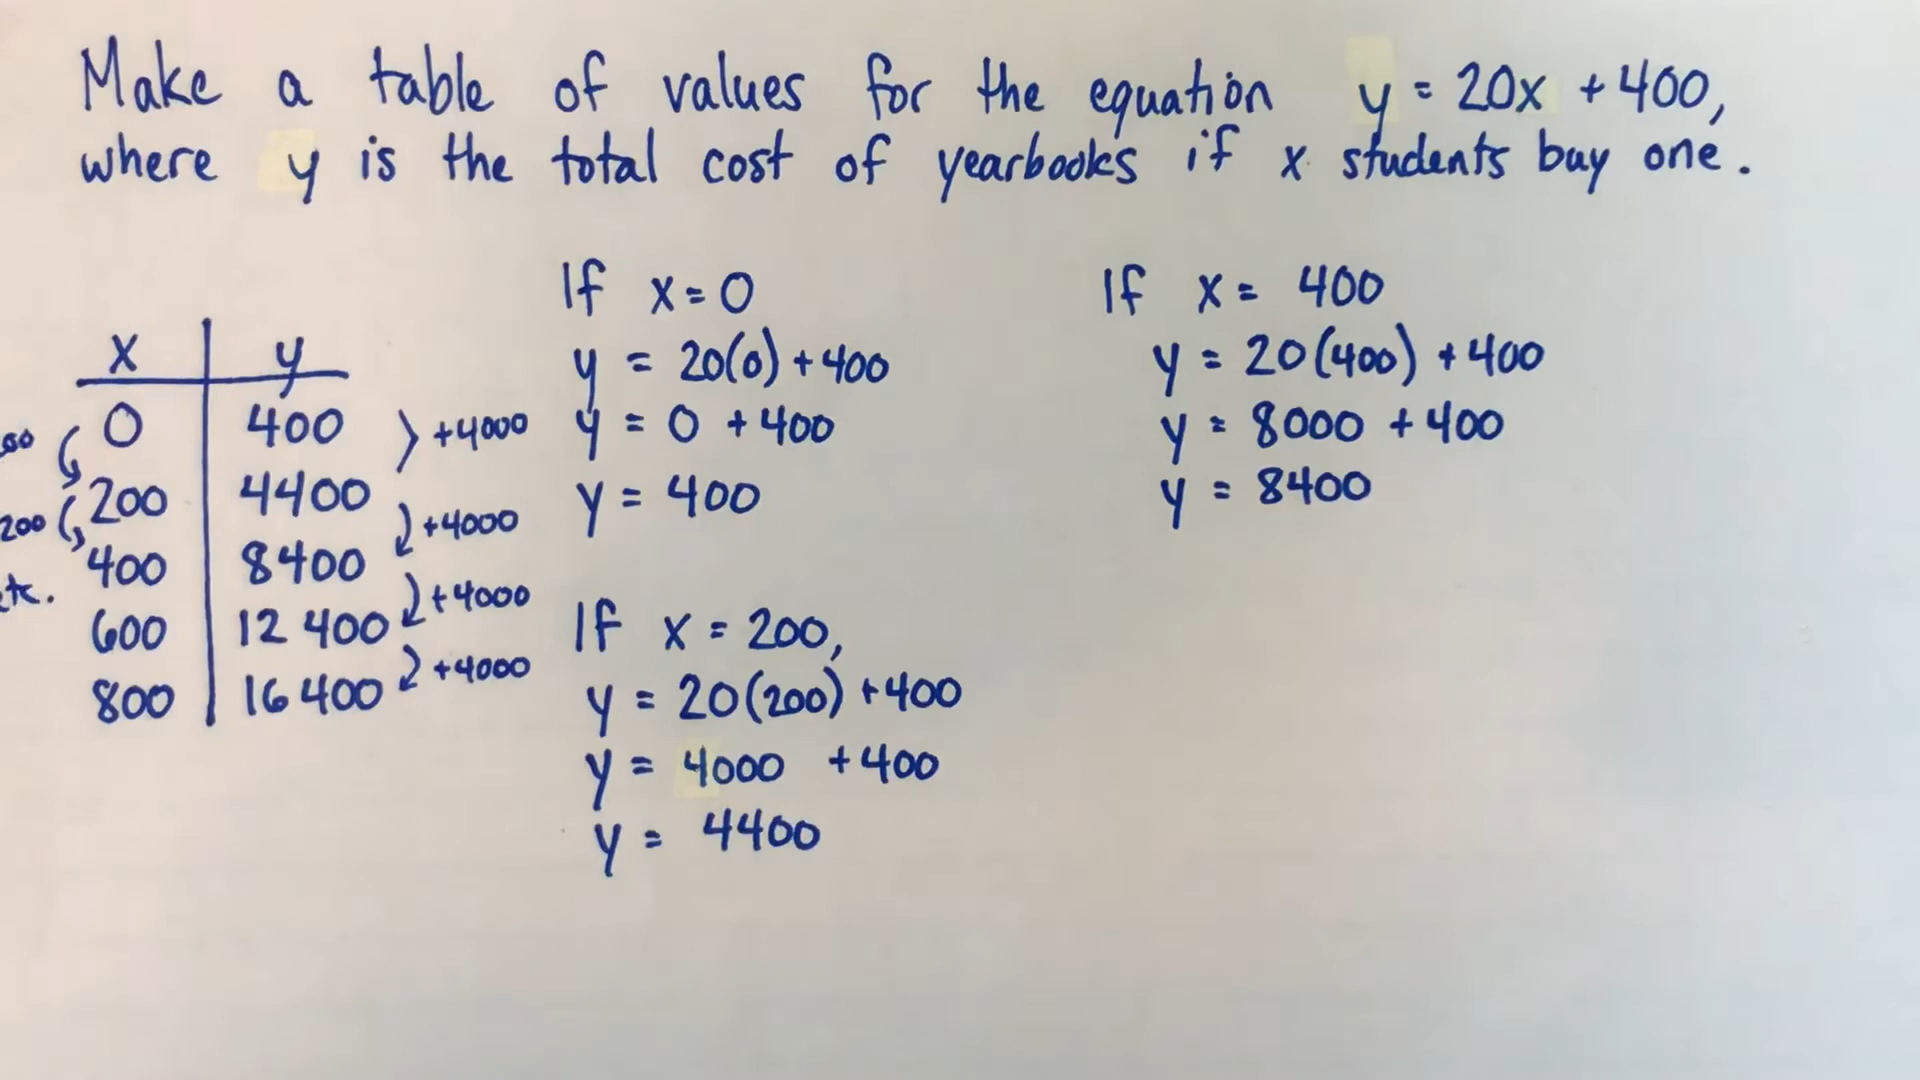 Make a table of values for the equation y = 20x + 400,
where y is the total cost of yearbooks if x students buy one.
x y
0 400 +4000
200 4400 +4000
200
400 8400 +4000
etc.
600 12 400 +4000
800 16 400
If x = 0
y = 20(0) + 400
y = 0 + 400
y = 400
If x = 200,
y = 20(200) + 400
y = 4000 + 400
y = 4400
If x = 400
y = 20(400) + 400
y = 8000 + 400
y = 8400